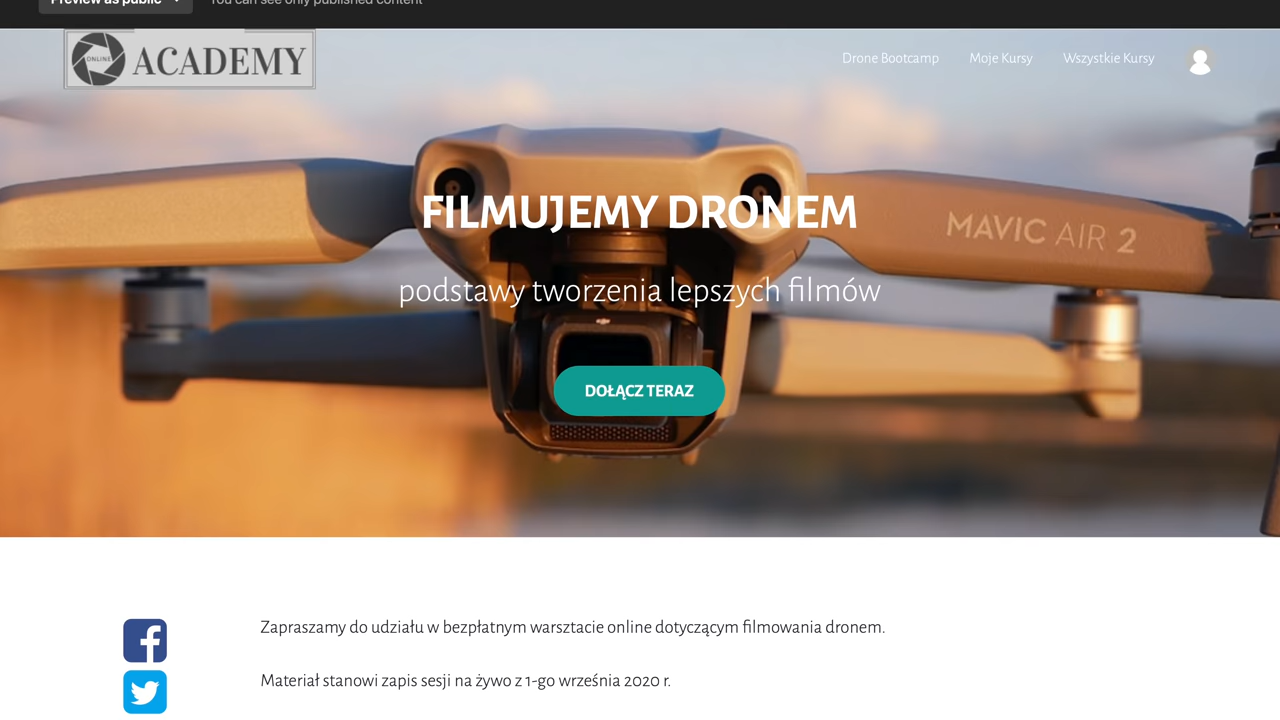 Preview as public
You can see only published content
ONLINE ACADEMY
Drone Bootcamp
Moje Kursy
Wszystkie Kursy
MAVIC AIR 2
FILMUJEMY DRONEM
podstawy tworzenia lepszych filmów
DOŁĄCZ TERAZ
Zapraszamy do udziału w bezpłatnym warsztacie online dotyczącym filmowania dronem.
Materiał stanowi zapis sesji na żywo z 1-go września 2020 r.